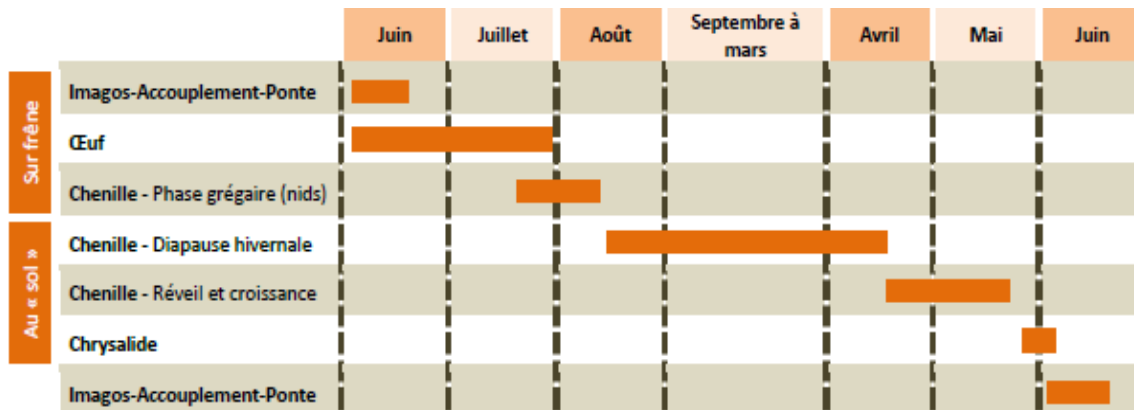 Juin Juillet Août Septembre à mars Avril Mai Juin
Sur frêne
Imagos-Accouplement-Ponte
Œuf
Chenille - Phase grégaire (nids)
Au « sol »
Chenille - Diapause hivernale
Chenille - Réveil et croissance
Chrysalide
Imagos-Accouplement-Ponte